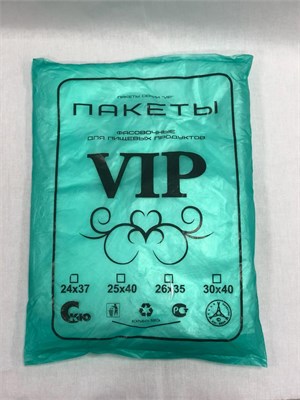 ПАКЕТЫ
ФАСОВОЧНЫЕ
ДЛЯ ПИЩЕВЫХ ПРОДУКТОВ
VIP
24x37 25x40 26x35 30x40